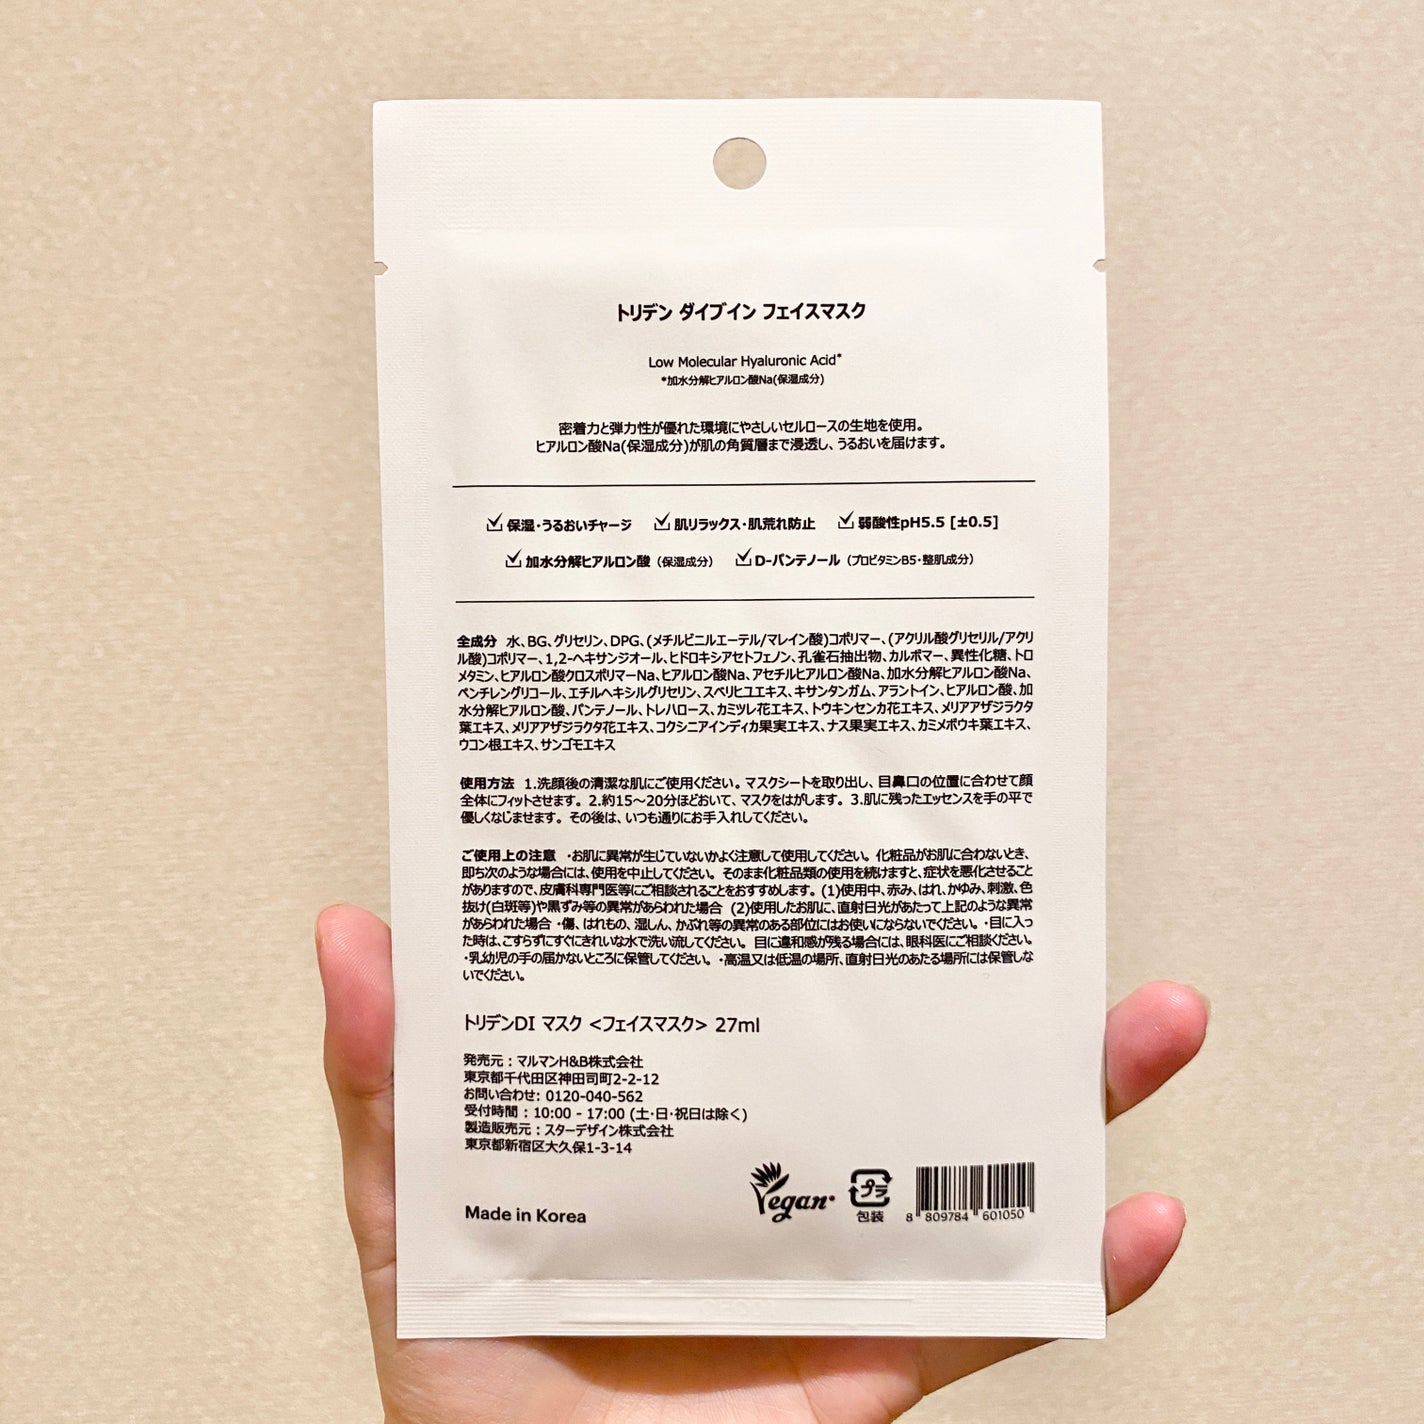 トリデン ダイブイン フェイスマスク
Low Molecular Hyaluronic Acid*
*加水分解ヒアルロン酸Na(保湿成分)
密着力と弾力性が優れた環境にやさしいセルロースの生地を使用。
ヒアルロン酸Na(保湿成分)が肌の角質層まで浸透し、うるおいを届けます。
保湿・うるおいチャージ 肌リラックス・肌荒れ防止 弱酸性pH5.5 [±0.5]
加水分解ヒアルロン酸（保湿成分） D-パンテノール（プロビタミンB5・整肌成分）
全成分 水、BG、グリセリン、DPG、(メチルビニルエーテル/マレイン酸)コポリマー、(アクリル酸グリセリル/アクリ
ル酸)コポリマー、1,2-ヘキサンジオール、ヒドロキシアセトフェノン、孔雀石抽出物、カルボマー、異性化糖、トロ
メタミン、ヒアルロン酸クロスポリマーNa、ヒアルロン酸Na、アセチルヒアルロン酸Na、加水分解ヒアルロン酸Na、
ペンチレングリコール、エチルヘキシルグリセリン、スベリヒユエキス、キサンタンガム、アラントイン、ヒアルロン酸、加
水分解ヒアルロン酸、パンテノール、トレハロース、カミツレ花エキス、トウキンセンカ花エキス、メリアアザジラクタ
葉エキス、メリアアザジラクタ花エキス、コクシニアインディカ果実エキス、ナス果実エキス、カミメボウキ葉エキス、
ウコン根エキス、サンゴモエキス
使用方法 1.洗顔後の清潔な肌にご使用ください。マスクシートを取り出し、目鼻口の位置に合わせて顔
全体にフィットさせます。2.約15～20分ほどおいて、マスクをはがします。3.肌に残ったエッセンスを手の平で
優しくなじませます。その後は、いつも通りにお手入れしてください。
ご使用上の注意 ・お肌に異常が生じていないかよく注意して使用してください。化粧品がお肌に合わないとき、
即ち次のような場合には、使用を中止してください。そのまま化粧品類の使用を続けますと、症状を悪化させること
がありますので、皮膚科専門医等にご相談されることをおすすめします。(1)使用中、赤み、はれ、かゆみ、刺激、色
抜け(白斑等)や黒ずみ等の異常があらわれた場合 (2)使用したお肌に、直射日光があたって上記のような異常
があらわれた場合 ・傷、はれもの、湿しん、かぶれ等の異常のある部位にはお使いにならないでください。・目に入っ
た時は、こすらずにすぐにきれいな水で洗い流してください。目に違和感が残る場合には、眼科医にご相談ください。
・乳幼児の手の届かないところに保管してください。・高温又は低温の場所、直射日光のあたる場所には保管しな
いでください。
トリデンDI マスク <フェイスマスク> 27ml
発売元：マルマンH&B株式会社
東京都千代田区神田司町2-2-12
お問い合わせ: 0120-040-562
受付時間：10:00 - 17:00 (土・日・祝日は除く)
製造販売元：スターデザイン株式会社
東京都新宿区大久保1-3-14
Vegan
プラ
包装
8 809784 601050
Made in Korea